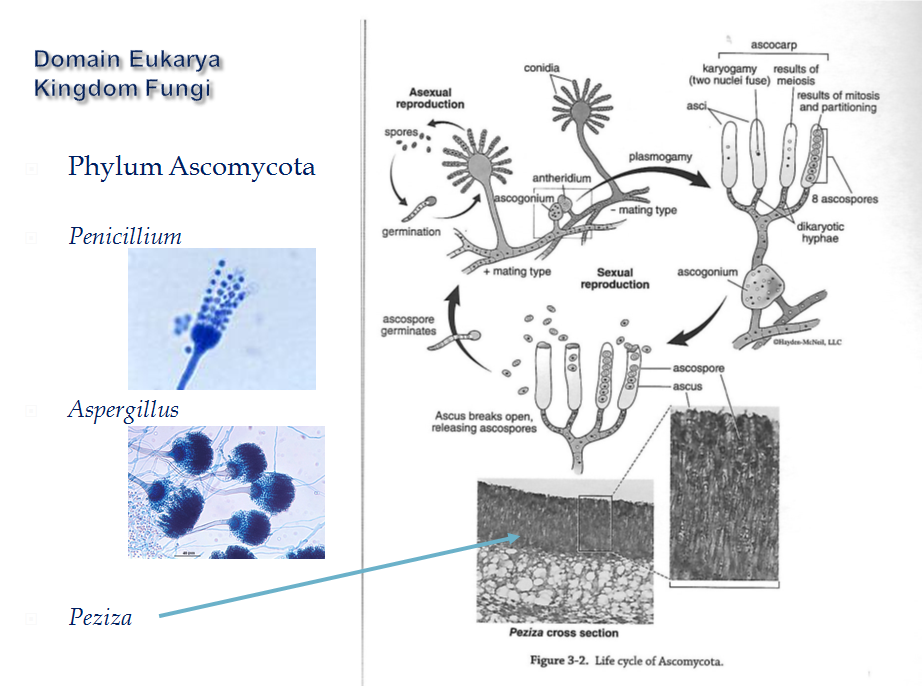 Domain Eukarya
Kingdom Fungi
Phylum Ascomycota
Penicillium
Aspergillus
Peziza
ascocarp
conidia
karyogamy
(two nuclei fuse)
results of
meiosis
results of mitosis
and partitioning
asci
Asexual
reproduction
spores
plasmogamy
antheridium
ascogonium
8 ascospores
– mating type
germination
dikaryotic
hyphae
+ mating type
Sexual
reproduction
ascogonium
ascospore
germinates
©Hayden-McNeil, LLC
ascospore
ascus
Ascus breaks open,
releasing ascospores
Peziza cross section
Figure 3-2. Life cycle of Ascomycota.